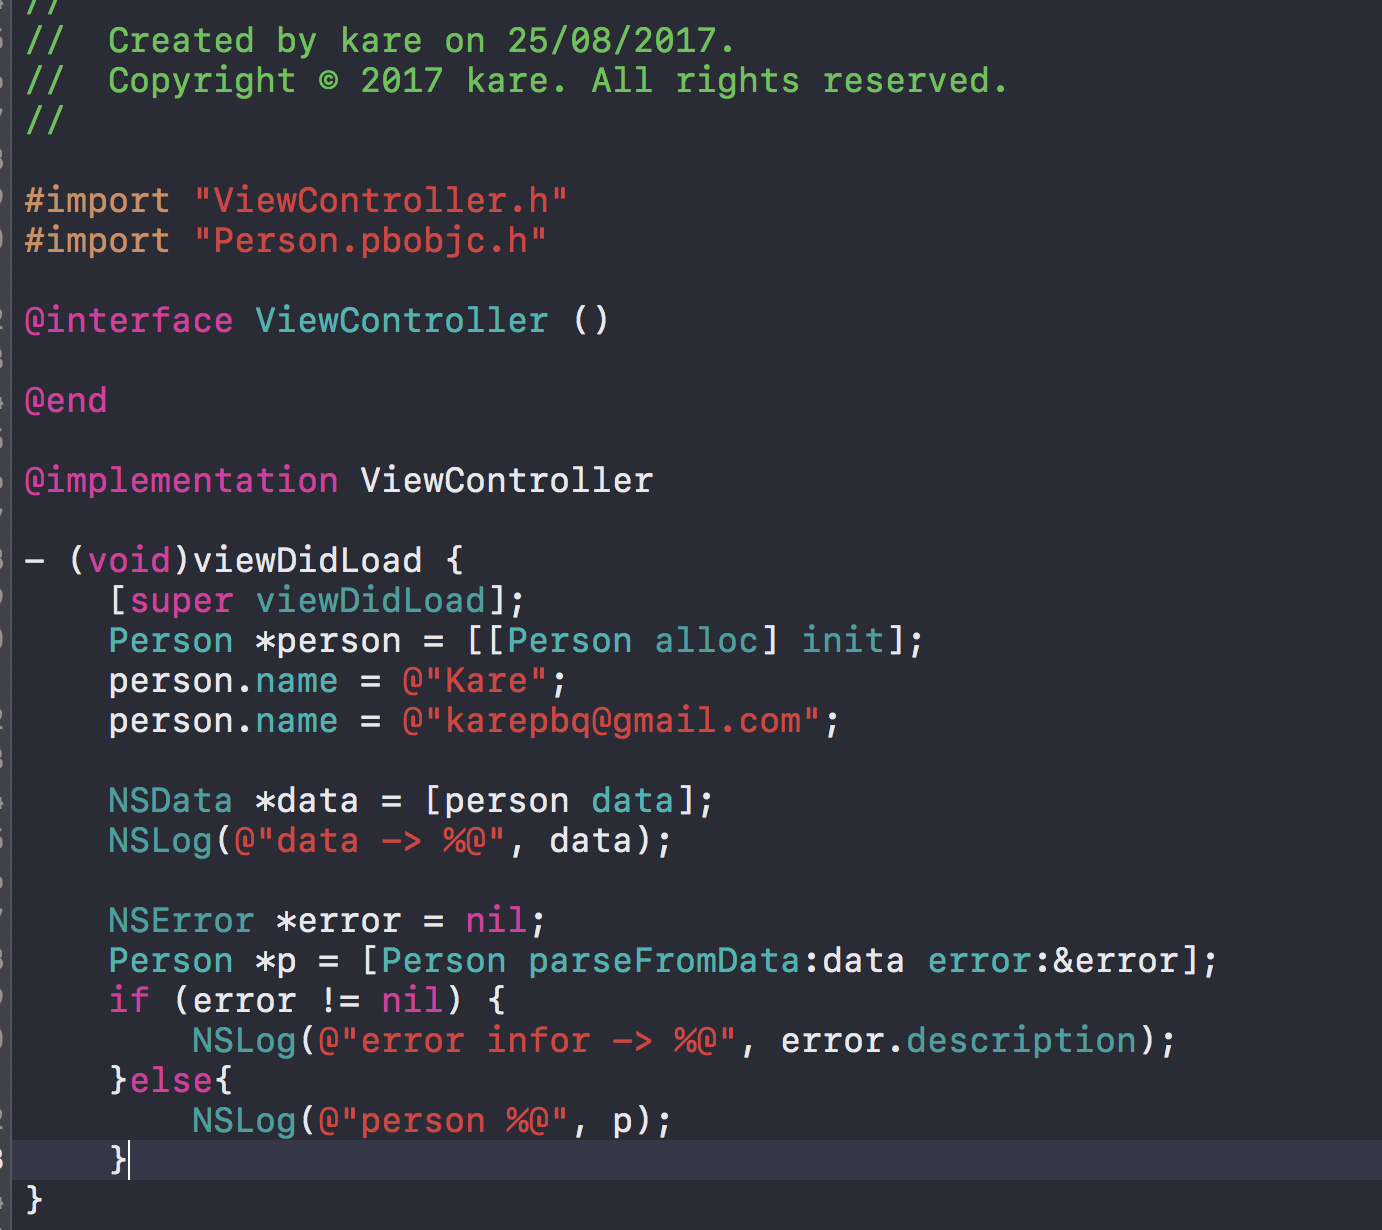 //
//  Created by kare on 25/08/2017.
//  Copyright © 2017 kare. All rights reserved.
//
#import "ViewController.h"
#import "Person.pbobjc.h"
@interface ViewController ()
@end
@implementation ViewController
- (void)viewDidLoad {
    [super viewDidLoad];
    Person *person = [[Person alloc] init];
    person.name = @"Kare";
    person.name = @"karepbq@gmail.com";
    NSData *data = [person data];
    NSLog(@"data -> %@", data);
    NSError *error = nil;
    Person *p = [Person parseFromData:data error:&error];
    if (error != nil) {
        NSLog(@"error infor -> %@", error.description);
    }else{
        NSLog(@"person %@", p);
    }
}